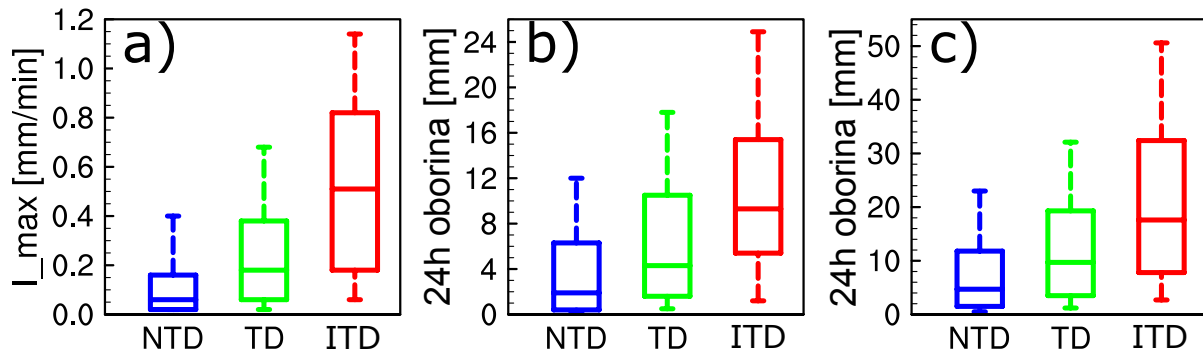 a)
I_max [mm/min]
1.2
1.0
0.8
0.6
0.4
0.2
0.0
NTD TD ITD
b)
24h oborina [mm]
24
20
16
12
8
4
0
NTD TD ITD
c)
24h oborina [mm]
50
40
30
20
10
0
NTD TD ITD